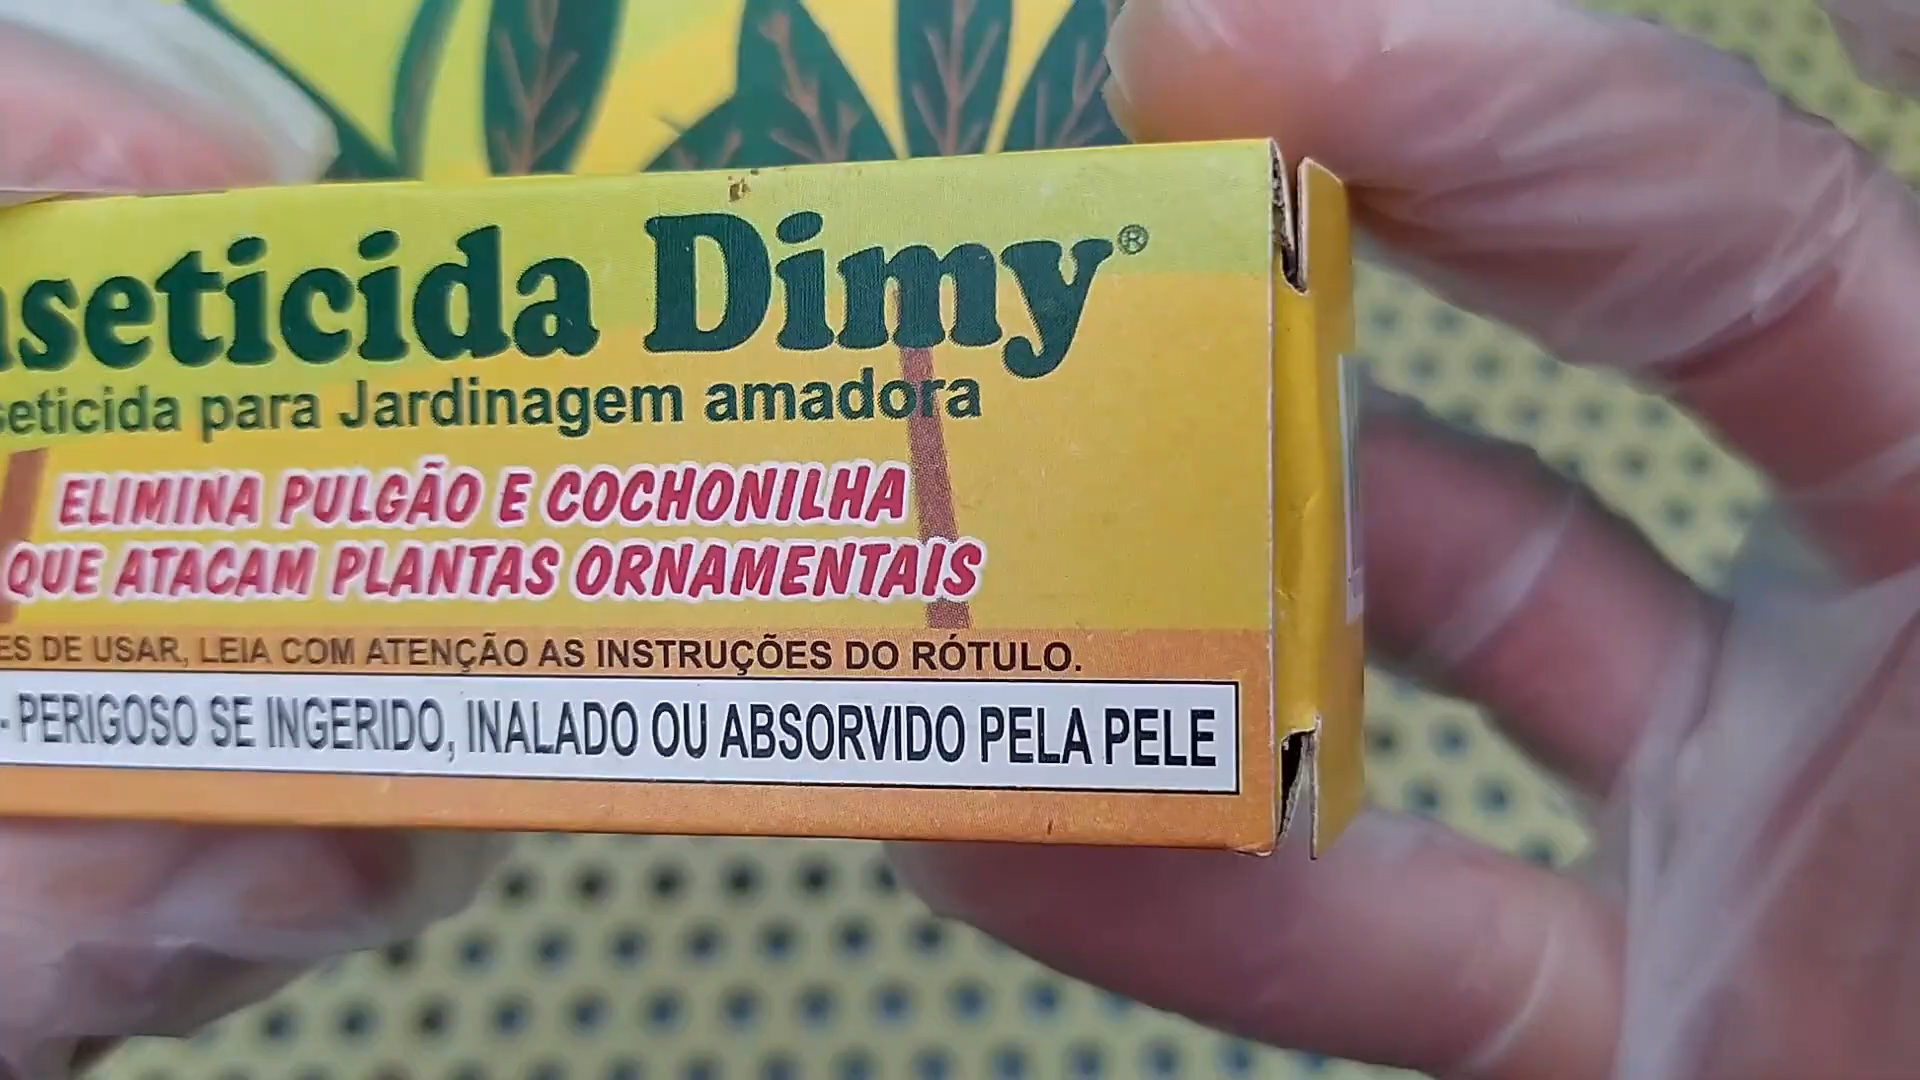 nseticida Dimy®
seticida para Jardinagem amadora
ELIMINA PULGÃO E COCHONILHA
QUE ATACAM PLANTAS ORNAMENTAIS
ES DE USAR, LEIA COM ATENÇÃO AS INSTRUÇÕES DO RÓTULO.
- PERIGOSO SE INGERIDO, INALADO OU ABSORVIDO PELA PELE